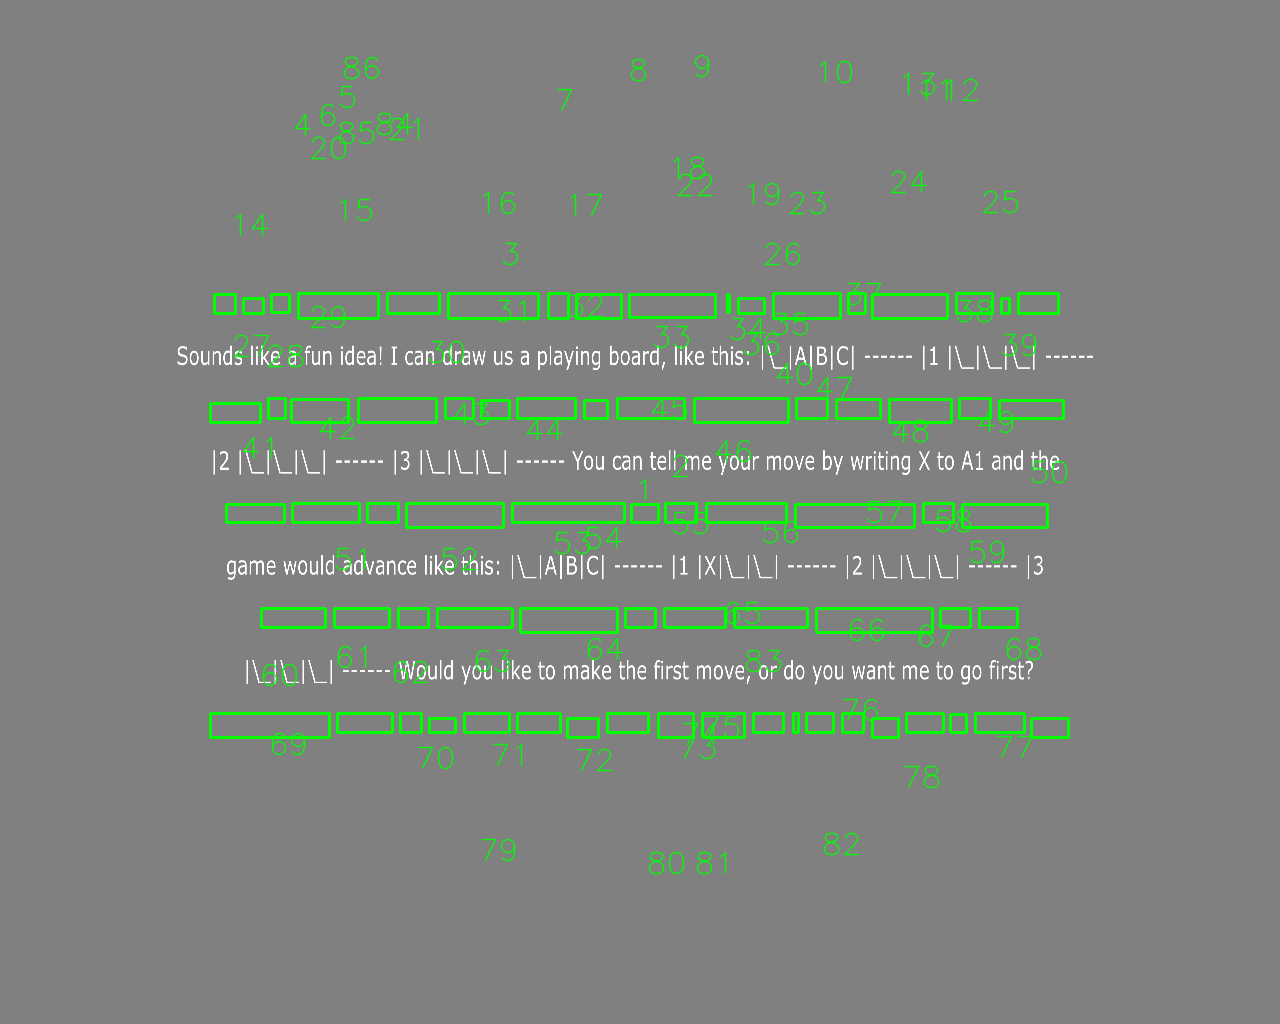 Sounds like a fun idea! I can draw us a playing board, like this: |\_|A|B|C| ------ |1 |\_|\_|\_| ------
|2 |\_|\_|\_| ------ |3 |\_|\_|\_| ------ You can tell me your move by writing X to A1 and the
game would advance like this: |\_|A|B|C| ------ |1 |X|\_|\_| ------ |2 |\_|\_|\_| ------ |3
|\_|\_|\_| ------ Would you like to make the first move, or do you want me to go first?